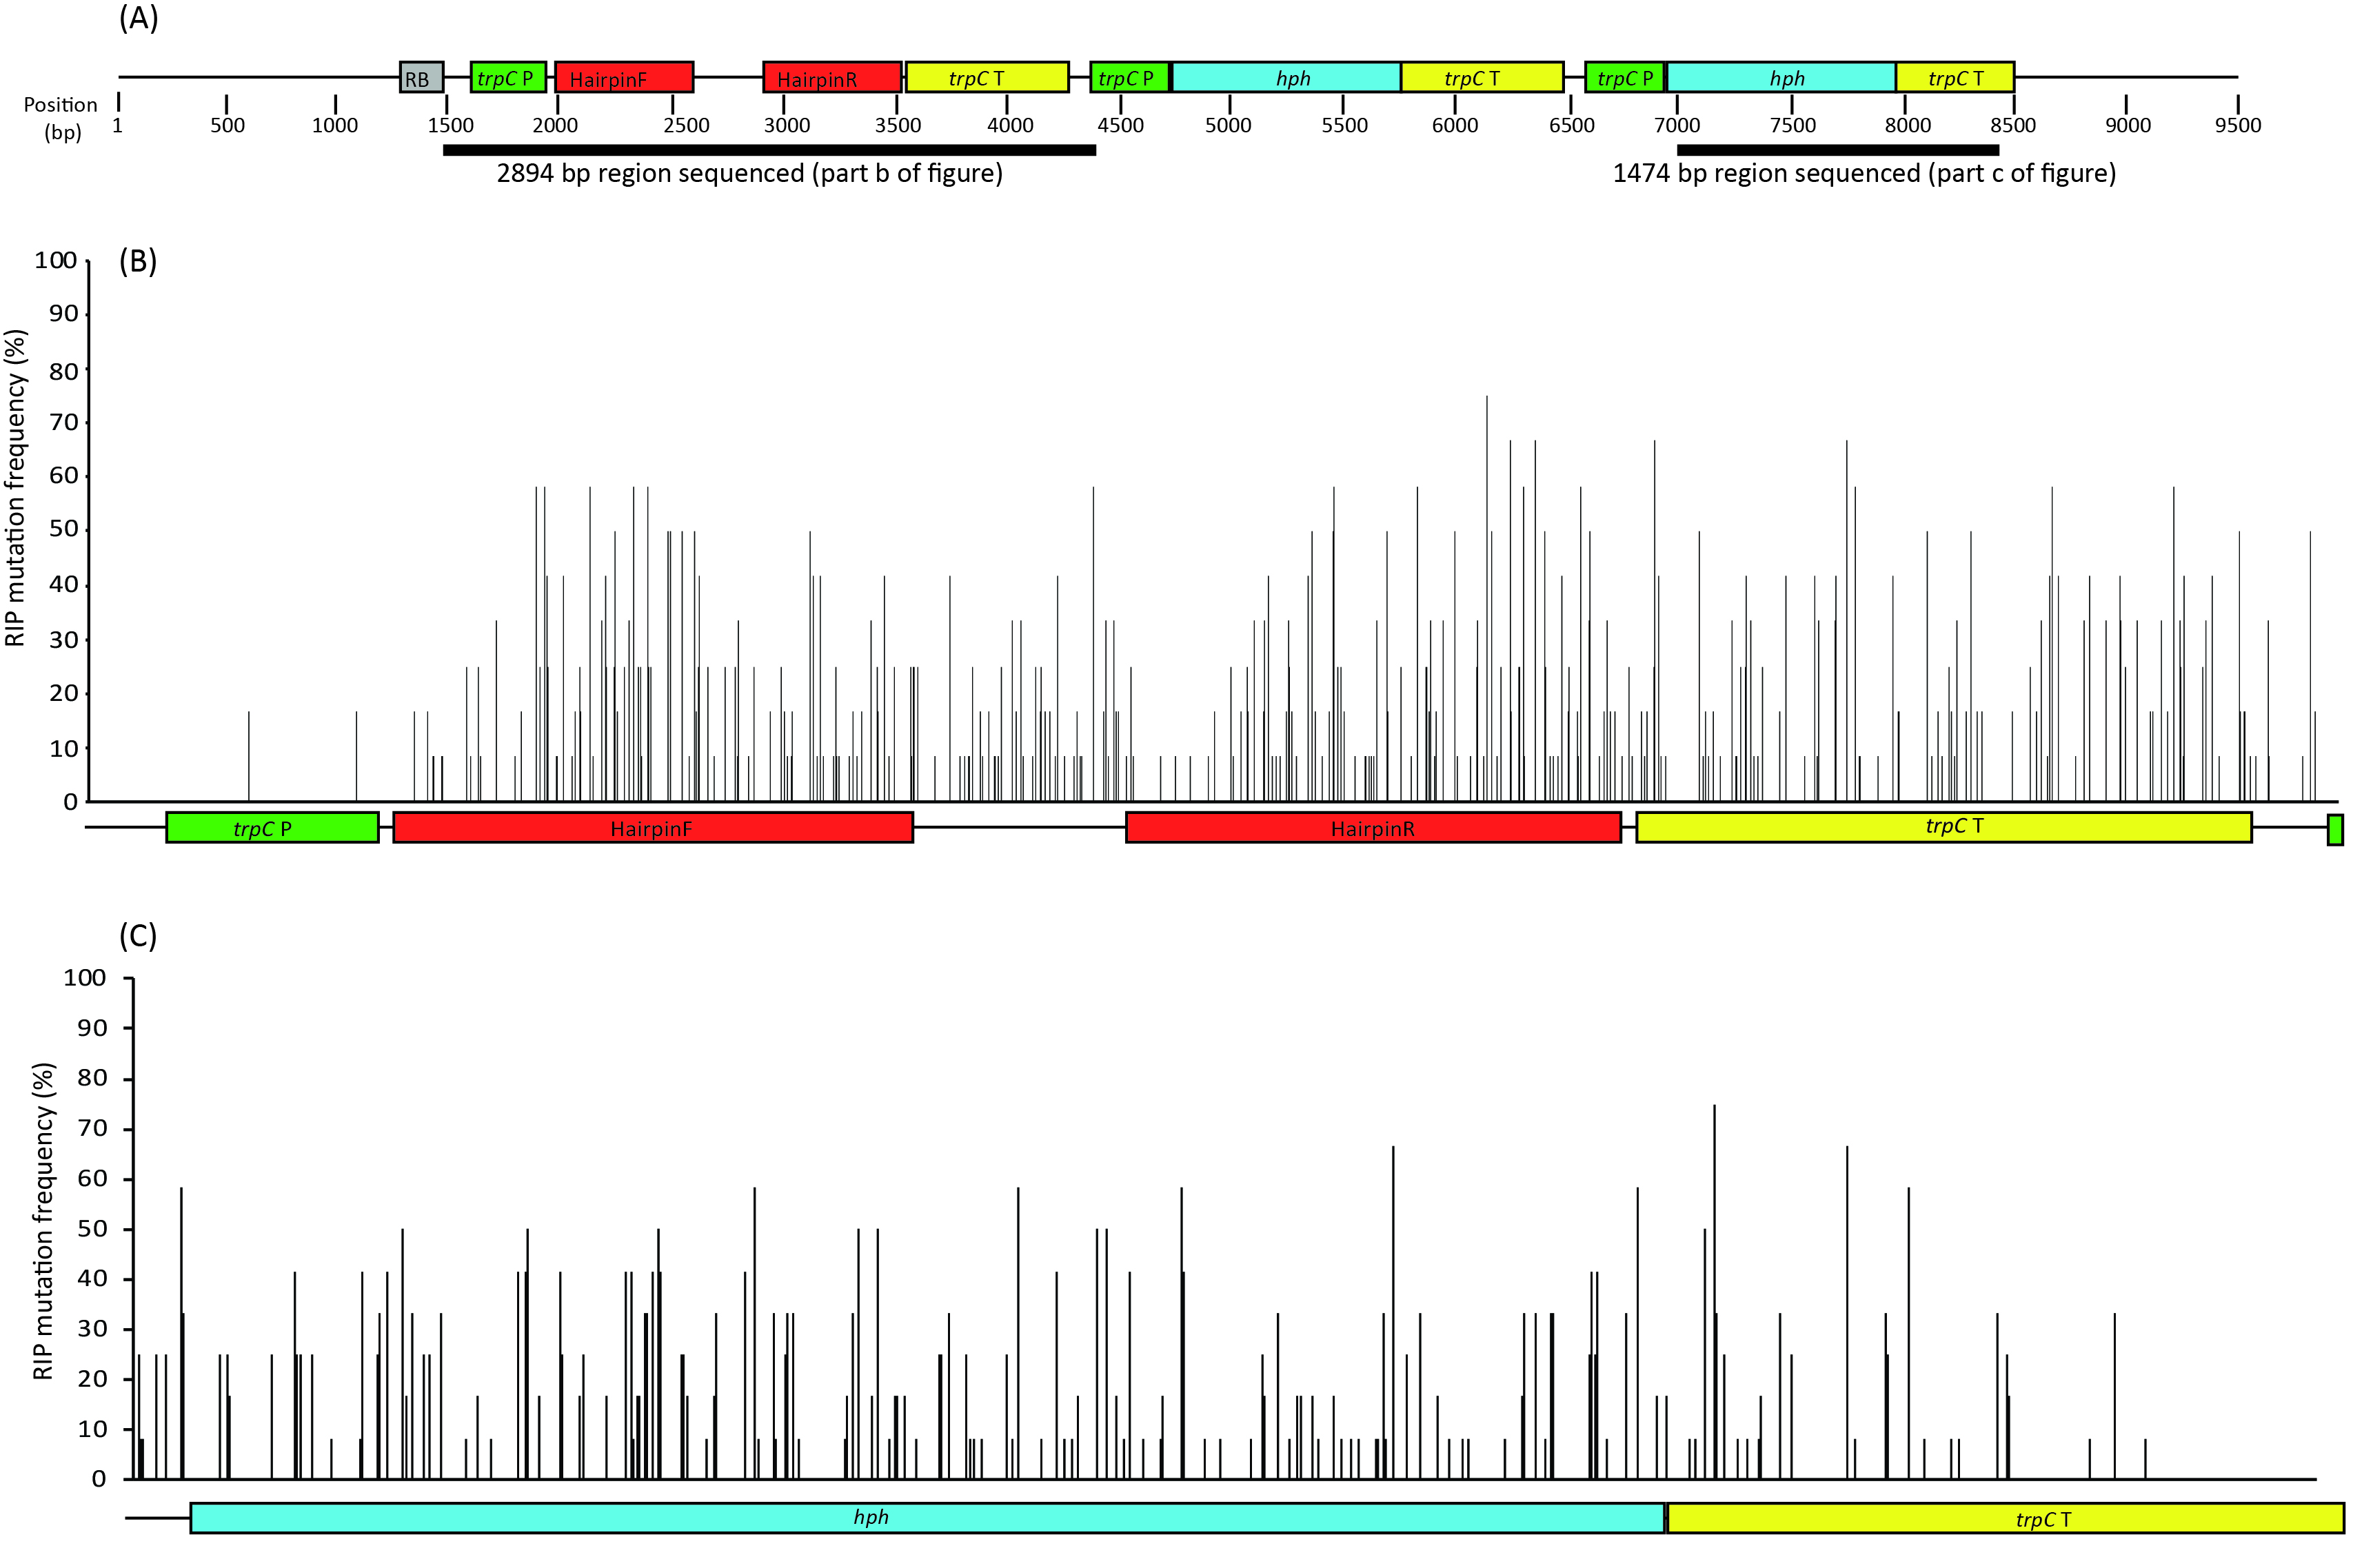 (A)
RB trpC P HairpinF HairpinR trpC T trpC P hph trpC T trpC P hph trpC T
Position
(bp)
1 500 1000 1500 2000 2500 3000 3500 4000 4500 5000 5500 6000 6500 7000 7500 8000 8500 9000 9500
2894 bp region sequenced (part b of figure) 1474 bp region sequenced (part c of figure)
(B)
RIP mutation frequency (%)
100
90
80
70
60
50
40
30
20
10
0
trpC P HairpinF HairpinR trpC T
(C)
RIP mutation frequency (%)
100
90
80
70
60
50
40
30
20
10
0
hph trpC T